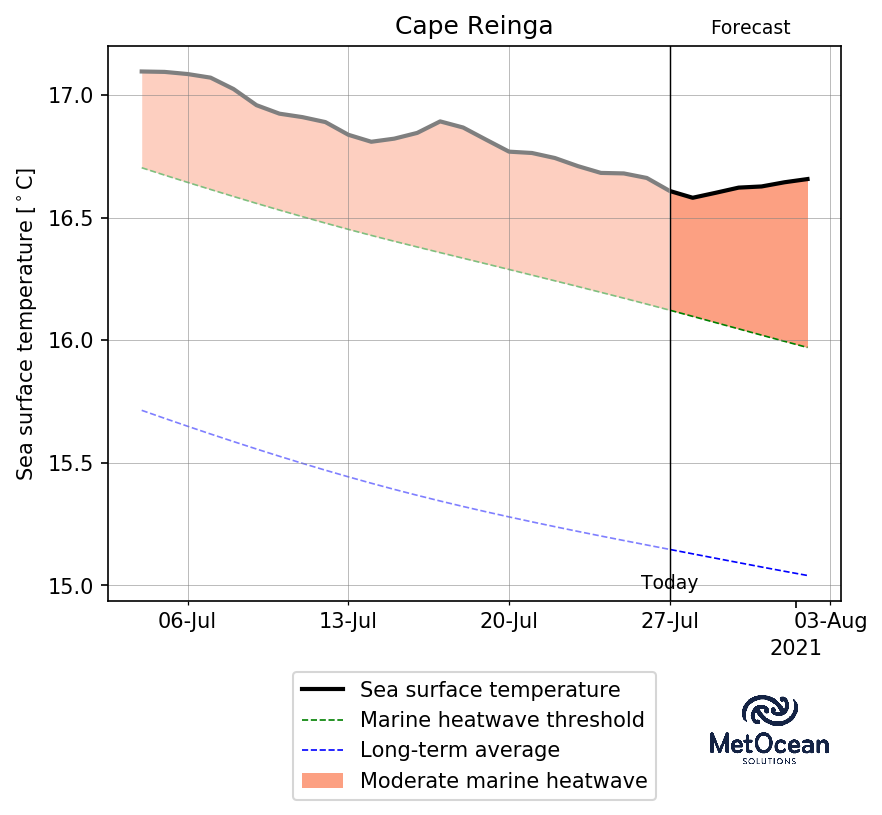 Cape Reinga
Forecast
Sea surface temperature [°C]
17.0
16.5
16.0
15.5
15.0
Today
06-Jul
13-Jul
20-Jul
27-Jul
03-Aug
2021
Sea surface temperature
Marine heatwave threshold
Long-term average
Moderate marine heatwave
MetOcean
SOLUTIONS